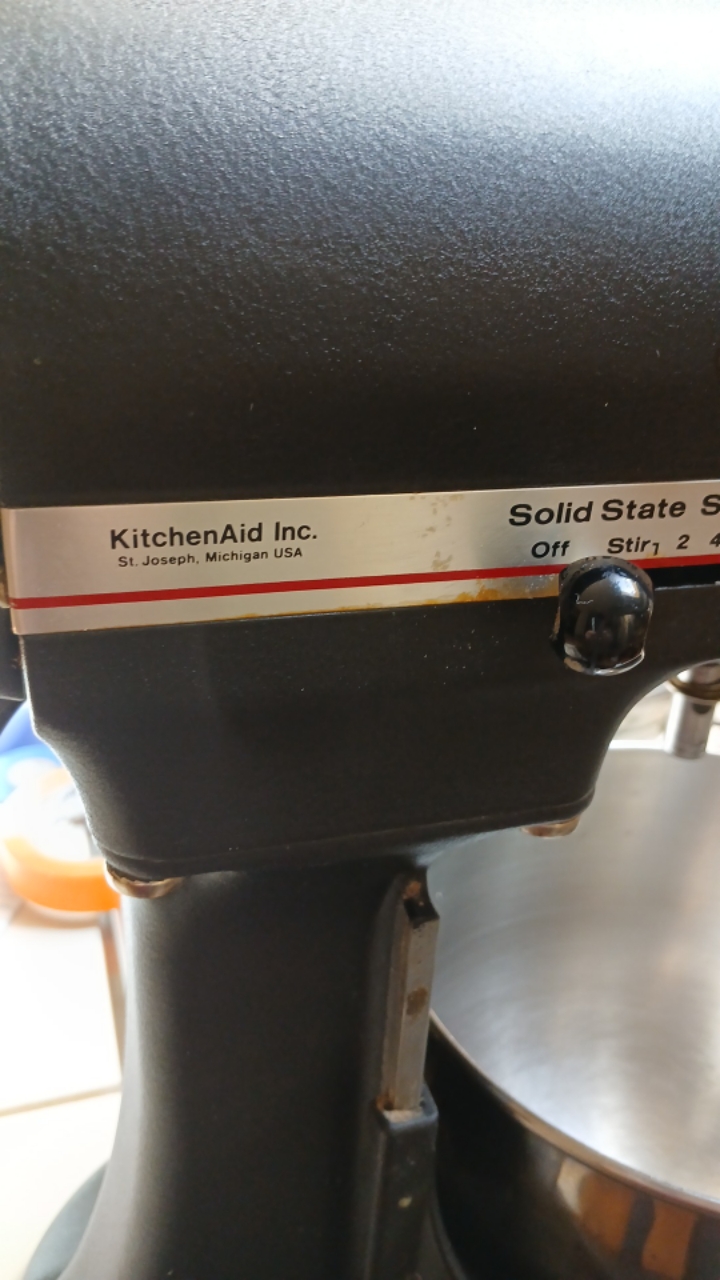 KitchenAid Inc.
St. Joseph, Michigan USA
Solid State S
Off Stir 1 2 4